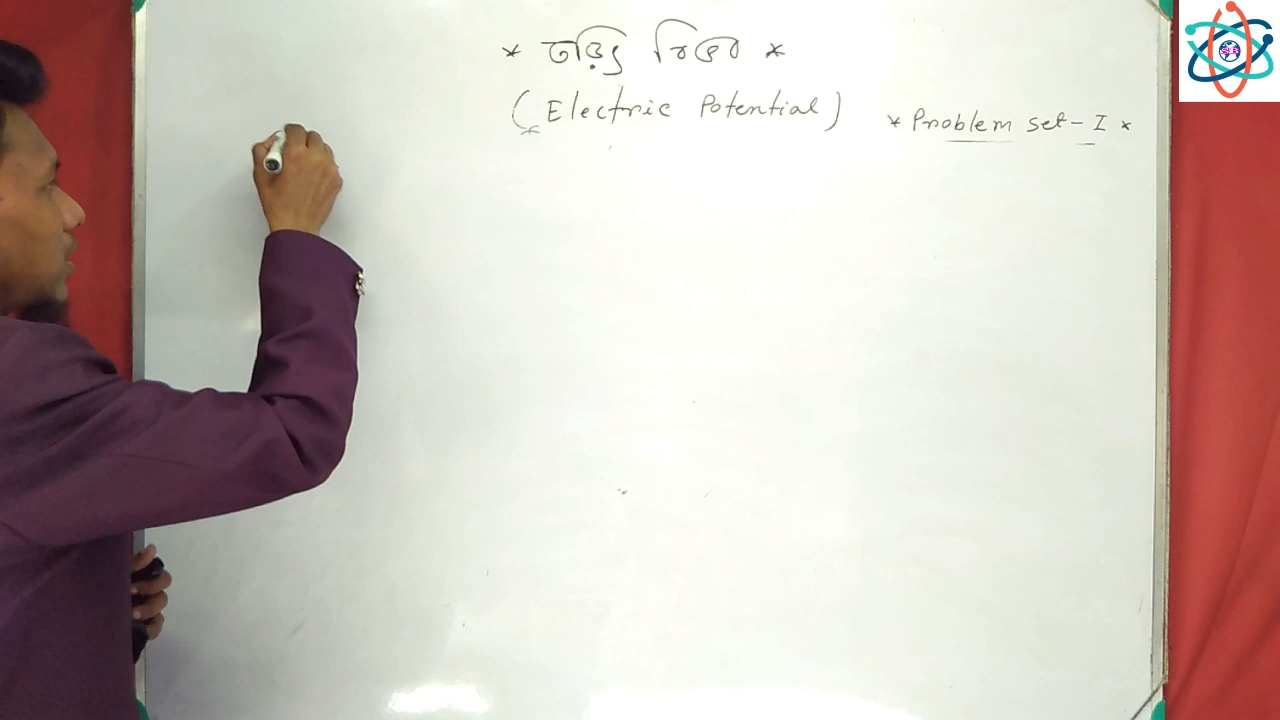 * তড়িৎ বিভব *
(Electric Potential)
* Problem set - I *